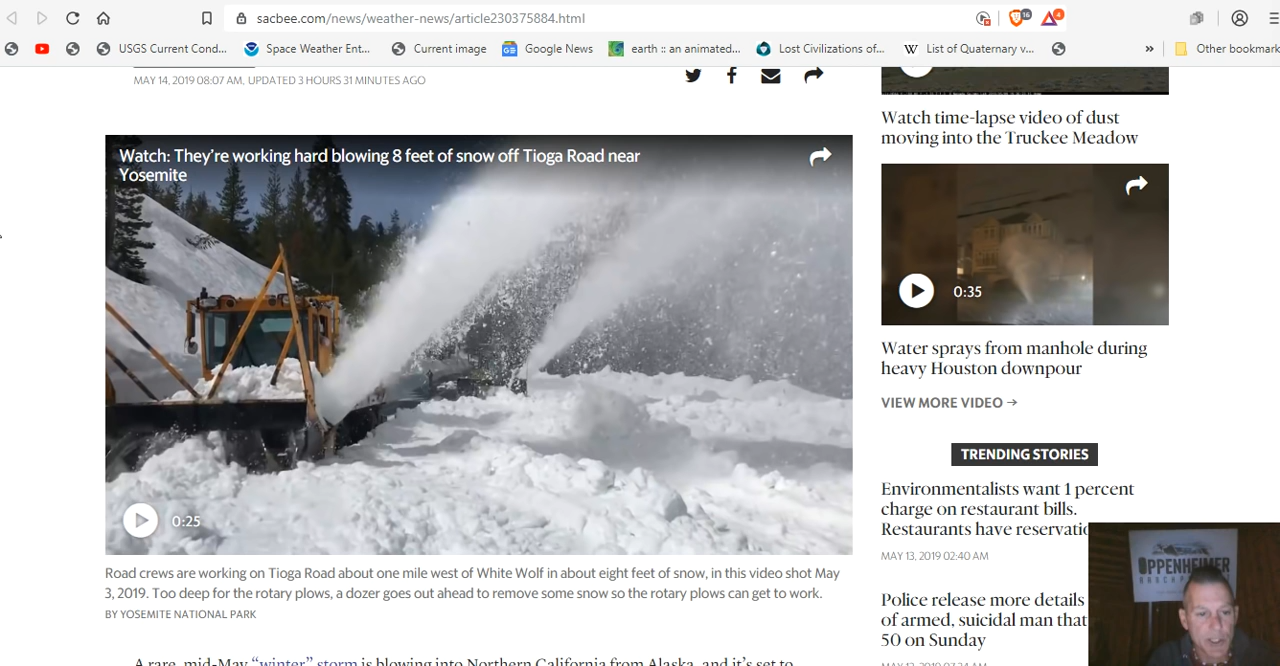 sacbee.com/news/weather-news/article230375884.html
16
4
USGS Current Cond...
Space Weather Ent...
Current image
Google News
earth :: an animated...
Lost Civilizations of...
W
List of Quaternary v...
»
Other bookmark
MAY 14, 2019 08:07 AM, UPDATED 3 HOURS 31 MINUTES AGO
Watch: They're working hard blowing 8 feet of snow off Tioga Road near
Yosemite
0:25
Road crews are working on Tioga Road about one mile west of White Wolf in about eight feet of snow, in this video shot May
3, 2019. Too deep for the rotary plows, a dozer goes out ahead to remove some snow so the rotary plows can get to work.
BY YOSEMITE NATIONAL PARK
A rare, mid-May “winter” storm is blowing into Northern California from Alaska, and it's set to
Watch time-lapse video of dust
moving into the Truckee Meadow
0:35
Water sprays from manhole during
heavy Houston downpour
VIEW MORE VIDEO →
TRENDING STORIES
Environmentalists want 1 percent
charge on restaurant bills.
Restaurants have reservatio
MAY 13, 2019 02:40 AM
Police release more details
of armed, suicidal man that
50 on Sunday
OPPENHEIMER
RANCH